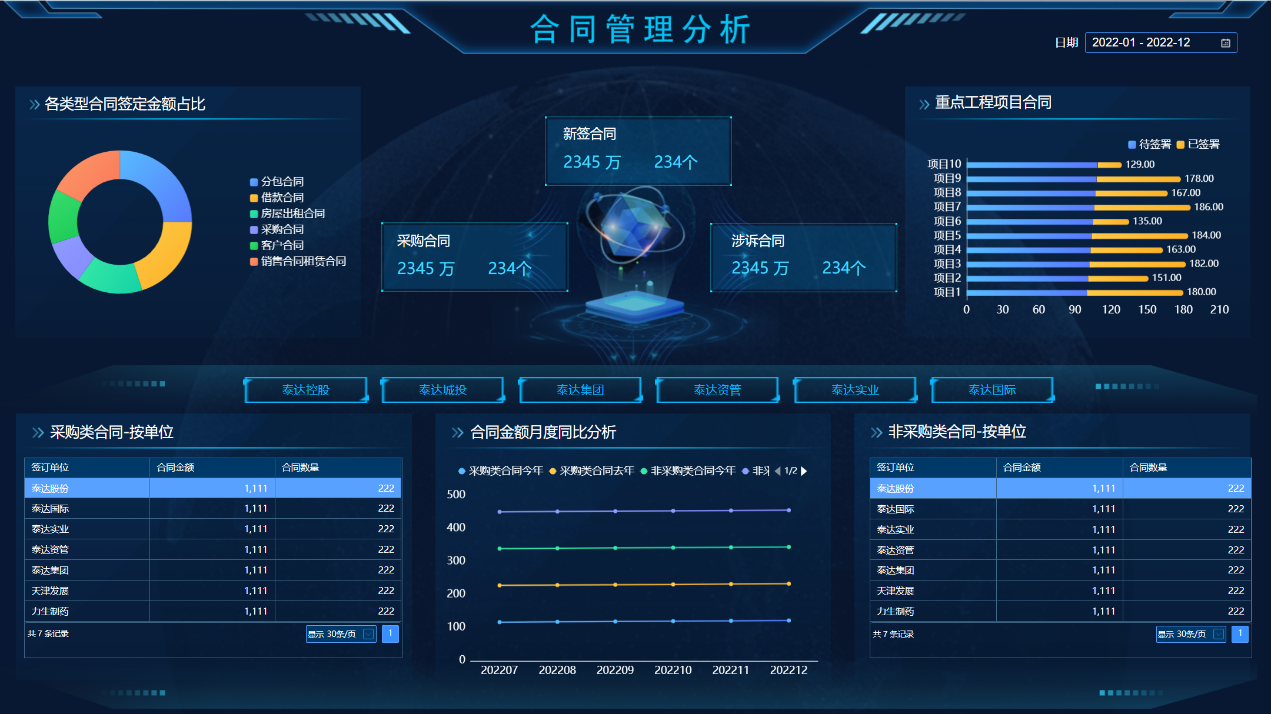 合同管理分析
日期 2022-01 - 2022-12
各类型合同签定金额占比
分包合同
借款合同
房屋出租合同
采购合同
客户合同
销售合同租赁合同
新签合同
2345 万 234个
采购合同
2345 万 234个
涉诉合同
2345 万 234个
重点工程项目合同
待签署 已签署
项目10 129.00
项目9 178.00
项目8 167.00
项目7 186.00
项目6 135.00
项目5 184.00
项目4 163.00
项目3 182.00
项目2 151.00
项目1 180.00
0 30 60 90 120 150 180 210
泰达控股 泰达城投 泰达集团 泰达资管 泰达实业 泰达国际
采购类合同-按单位
签订单位 合同金额 合同数量
泰达股份 1,111 222
泰达国际 1,111 222
泰达实业 1,111 222
泰达资管 1,111 222
泰达集团 1,111 222
天津发展 1,111 222
力生制药 1,111 222
共7条记录 显示 30条/页 1
合同金额月度同比分析
采购类合同今年 采购类合同去年 非采购类合同今年 非 1/2
500
400
300
200
100
0
202207 202208 202209 202210 202211 202212
非采购类合同-按单位
签订单位 合同金额 合同数量
泰达股份 1,111 222
泰达国际 1,111 222
泰达实业 1,111 222
泰达资管 1,111 222
泰达集团 1,111 222
天津发展 1,111 222
力生制药 1,111 222
共7条记录 显示 30条/页 1